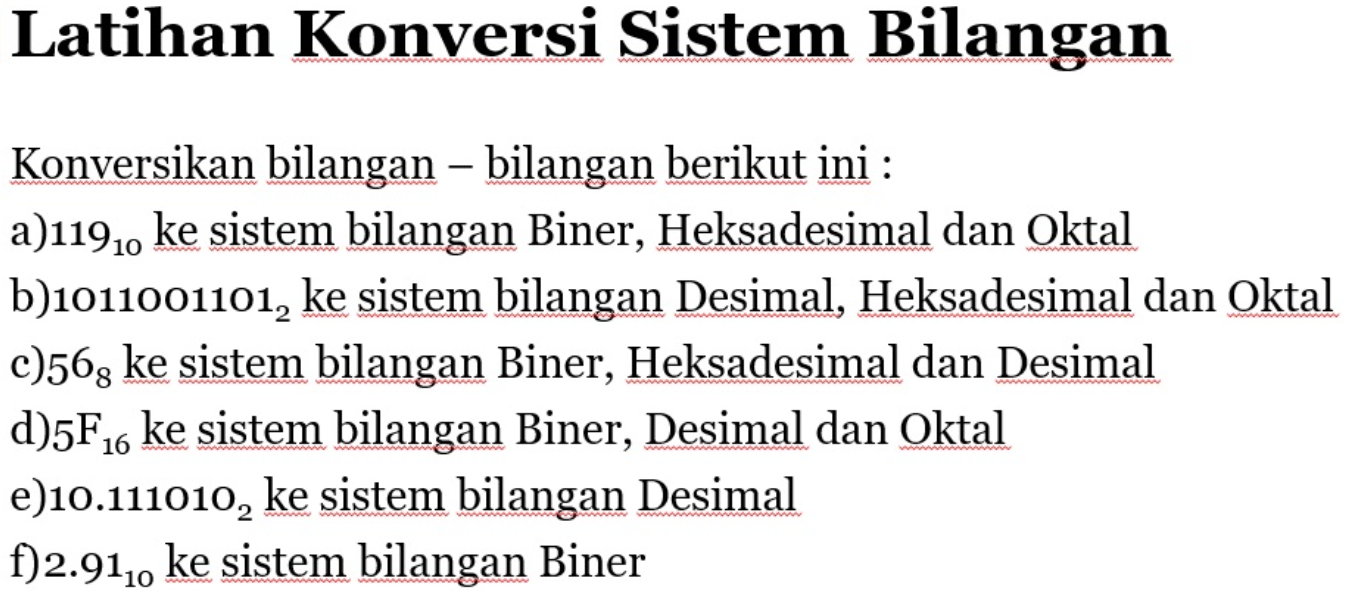 Latihan Konversi Sistem Bilangan
Konversikan bilangan – bilangan berikut ini :
a)119₁₀ ke sistem bilangan Biner, Heksadesimal dan Oktal
b)1011001101₂ ke sistem bilangan Desimal, Heksadesimal dan Oktal
c)56₈ ke sistem bilangan Biner, Heksadesimal dan Desimal
d)5F₁₆ ke sistem bilangan Biner, Desimal dan Oktal
e)10.111010₂ ke sistem bilangan Desimal
f)2.91₁₀ ke sistem bilangan Biner